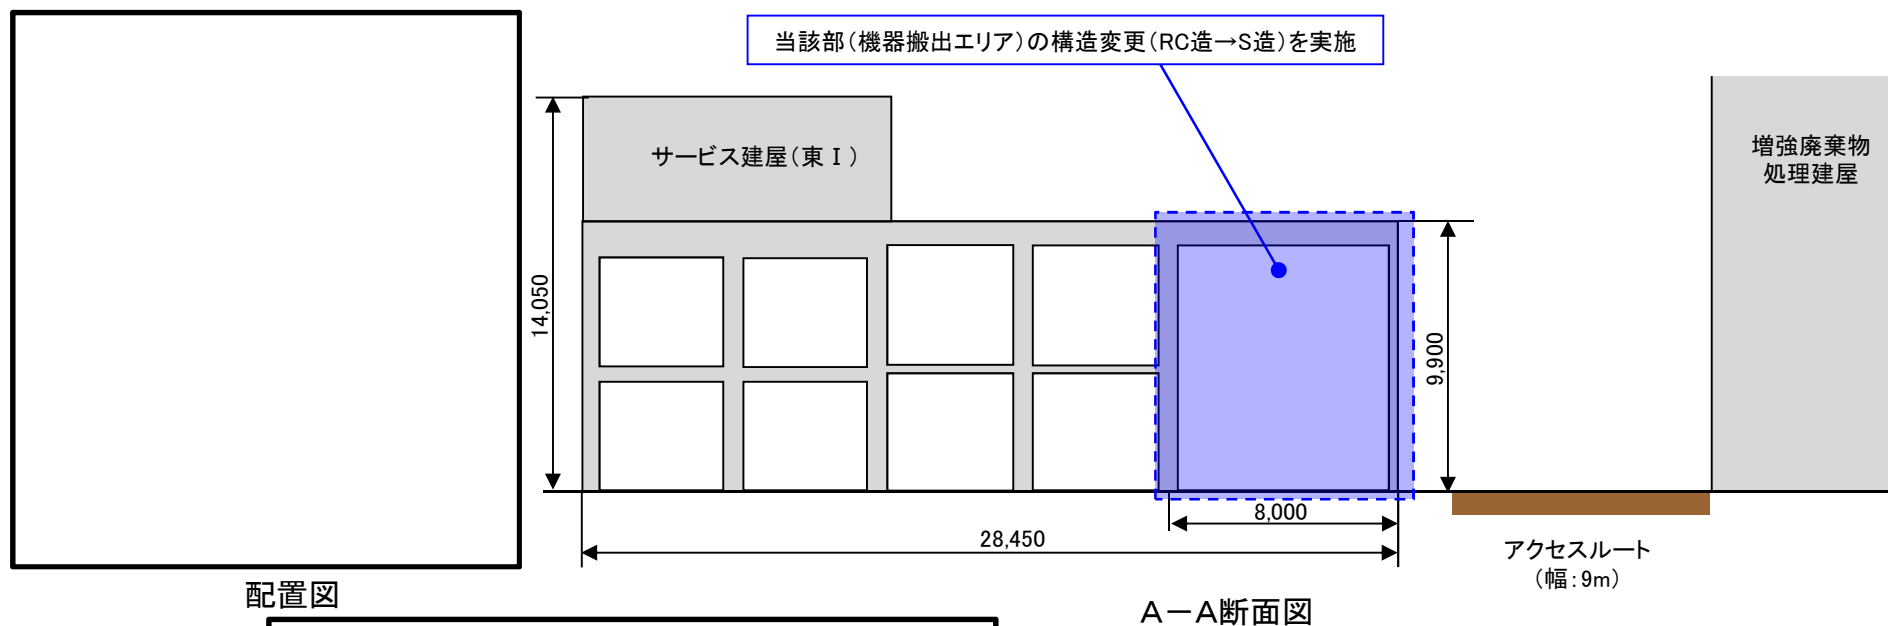 当該部（機器搬出エリア）の構造変更（RC造→S造）を実施
サービス建屋（東Ⅰ）
増強廃棄物
処理建屋
14,050
9,900
8,000
28,450
アクセスルート
（幅：9m）
配置図
A－A断面図